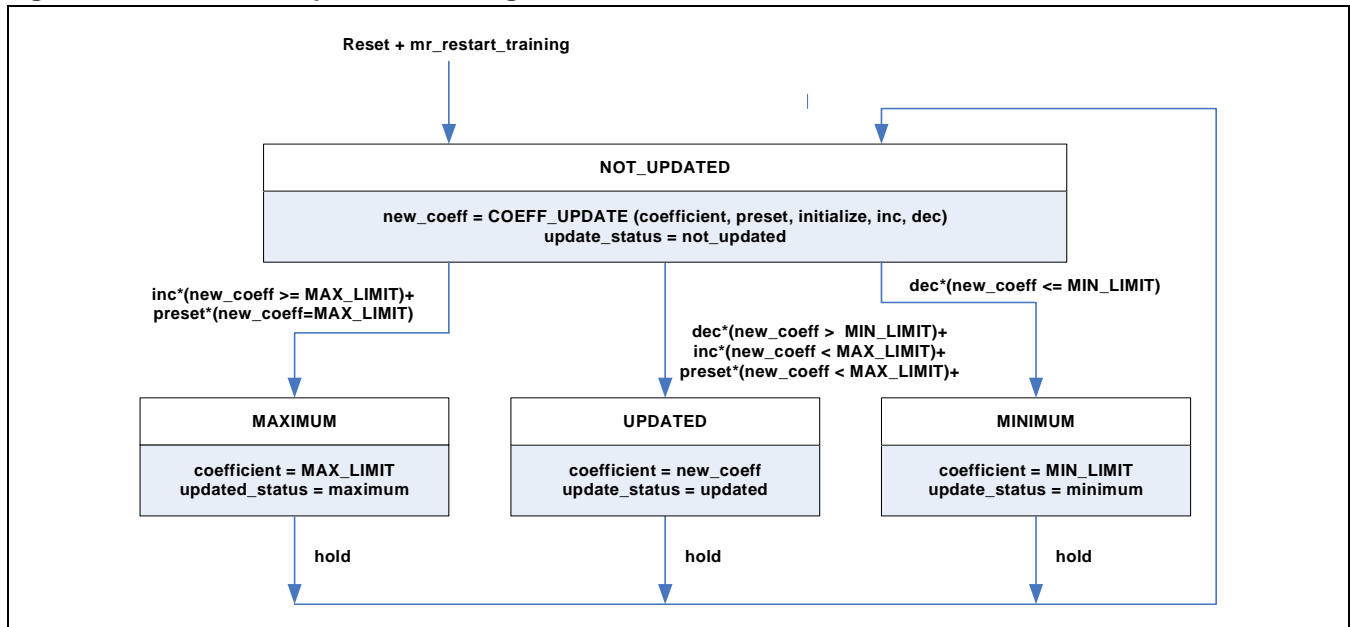 Reset + mr_restart_training
NOT_UPDATED
new_coeff = COEFF_UPDATE (coefficient, preset, initialize, inc, dec)
update_status = not_updated
inc*(new_coeff >= MAX_LIMIT)+
preset*(new_coeff=MAX_LIMIT)
dec*(new_coeff > MIN_LIMIT)+
inc*(new_coeff < MAX_LIMIT)+
preset*(new_coeff < MAX_LIMIT)+
dec*(new_coeff <= MIN_LIMIT)
MAXIMUM
coefficient = MAX_LIMIT
updated_status = maximum
UPDATED
coefficient = new_coeff
update_status = updated
MINIMUM
coefficient = MIN_LIMIT
update_status = minimum
hold
hold
hold